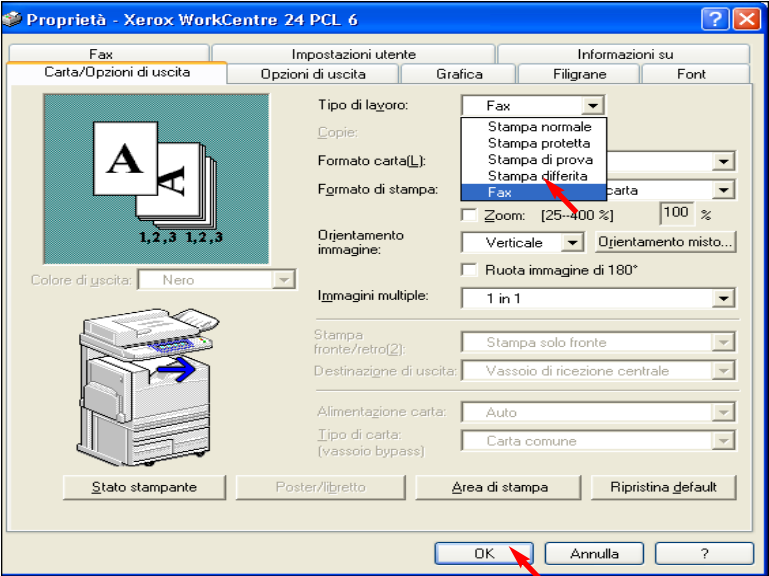 Proprietà - Xerox WorkCentre 24 PCL 6
Fax
Impostazioni utente
Informazioni su
Carta/Opzioni di uscita
Opzioni di uscita
Grafica
Filigrane
Font
A
A
1,2,3 1,2,3
Colore di uscita:
Nero
Tipo di lavoro:
Fax
Stampa normale
Stampa protetta
Stampa di prova
Stampa differita
Fax
Copie:
Formato carta(L):
Formato di stampa:
carta
Zoom: [25--400 %]
100 %
Orientamento
immagine:
Verticale
Orientamento misto...
Ruota immagine di 180°
Immagini multiple:
1 in 1
Stampa
fronte/retro(2):
Stampa solo fronte
Destinazione di uscita:
Vassoio di ricezione centrale
Alimentazione carta:
Auto
Tipo di carta:
(vassoio bypass)
Carta comune
Stato stampante
Poster/libretto
Area di stampa
Ripristina default
OK
Annulla
?